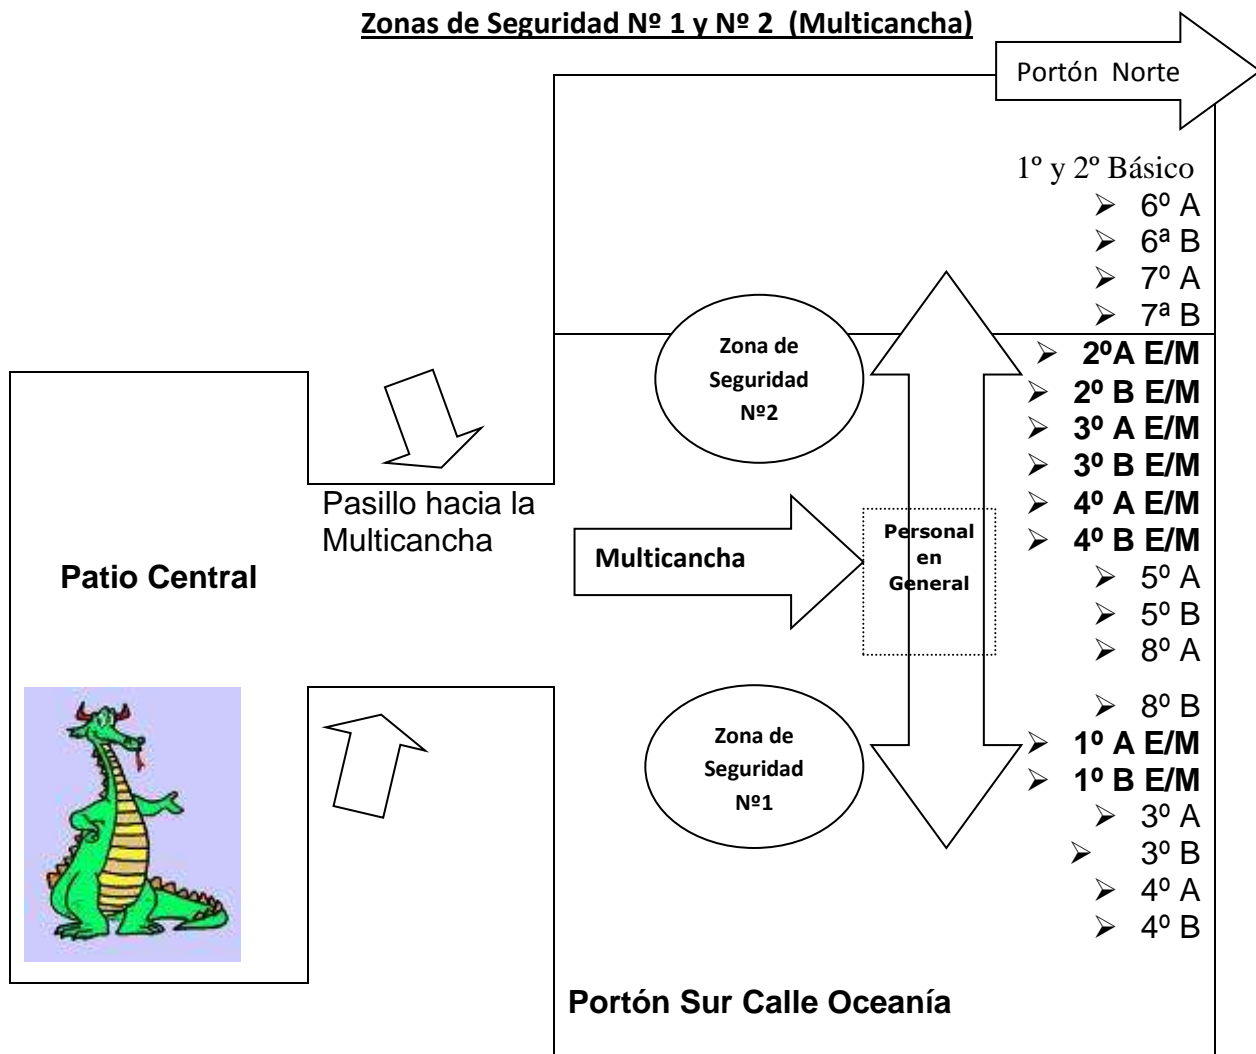 Zonas de Seguridad Nº 1 y Nº 2 (Multicancha)
Portón Norte
1º y 2º Básico
➢ 6º A
➢ 6ª B
➢ 7º A
➢ 7ª B
Zona de
Seguridad
Nº2
➢ 2ºA E/M
➢ 2º B E/M
➢ 3º A E/M
➢ 3º B E/M
➢ 4º A E/M
➢ 4º B E/M
➢ 5º A
➢ 5º B
➢ 8º A
Pasillo hacia la
Multicancha
Patio Central
Multicancha
Personal
en
General
➢ 8º B
➢ 1º A E/M
➢ 1º B E/M
➢ 3º A
➢ 3º B
➢ 4º A
➢ 4º B
Zona de
Seguridad
Nº1
Portón Sur Calle Oceanía